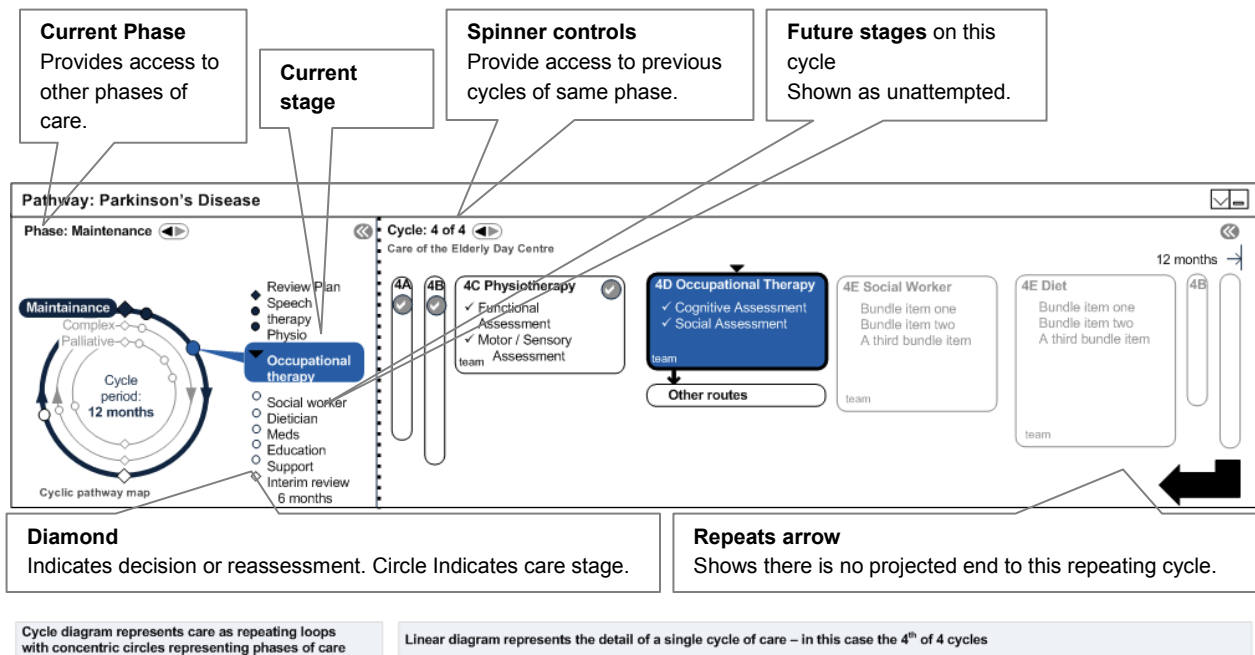 Current Phase
Provides access to
other phases of
care.
Current
stage
Spinner controls
Provide access to previous
cycles of same phase.
Future stages on this
cycle
Shown as unattempted.
Pathway: Parkinson's Disease
Phase: Maintenance
Maintainance
Complex
Palliative
Cycle
period:
12 months
Cyclic pathway map
Review Plan
Speech
therapy
Physio
Occupational
therapy
Social worker
Dietician
Meds
Education
Support
Interim review
6 months
Cycle: 4 of 4
Care of the Elderly Day Centre
12 months
4A
4B
4C Physiotherapy
✓ Functional
Assessment
✓ Motor / Sensory
Assessment
team
4D Occupational Therapy
✓ Cognitive Assessment
✓ Social Assessment
team
Other routes
4E Social Worker
Bundle item one
Bundle item two
A third bundle item
team
4E Diet
Bundle item one
Bundle item two
A third bundle item
team
4B
Diamond
Indicates decision or reassessment. Circle Indicates care stage.
Repeats arrow
Shows there is no projected end to this repeating cycle.
Cycle diagram represents care as repeating loops
with concentric circles representing phases of care
Linear diagram represents the detail of a single cycle of care – in this case the 4th of 4 cycles